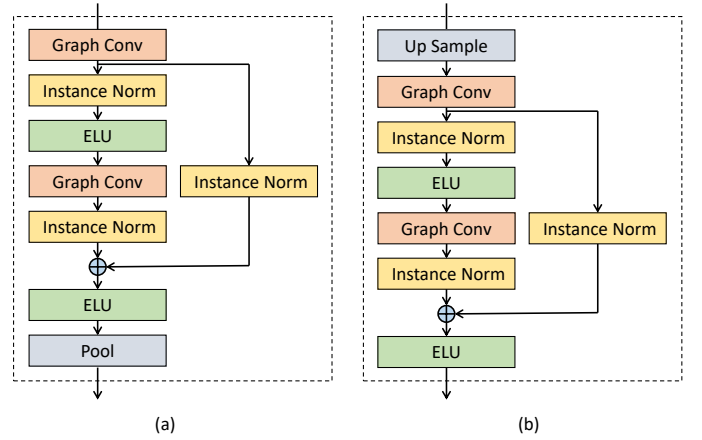 Graph Conv
Instance Norm
ELU
Graph Conv
Instance Norm
Instance Norm
ELU
Pool
(a)
Up Sample
Graph Conv
Instance Norm
ELU
Graph Conv
Instance Norm
Instance Norm
ELU
(b)